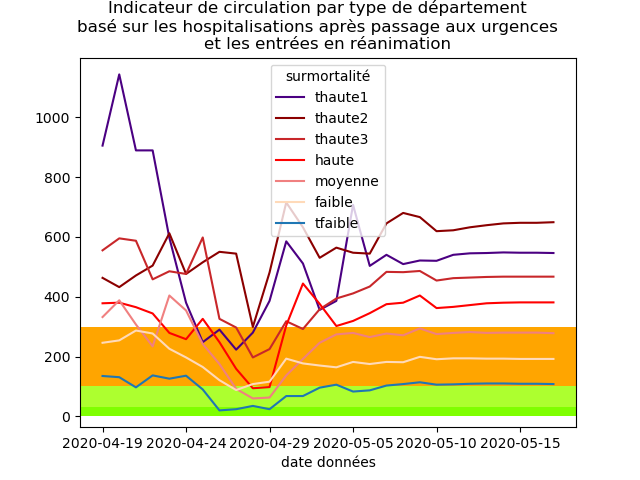 Indicateur de circulation par type de département
basé sur les hospitalisations après passage aux urgences
et les entrées en réanimation
surmortalité
thaute1
thaute2
thaute3
haute
moyenne
faible
tfaible
1000
800
600
400
200
0
2020-04-19 2020-04-24 2020-04-29 2020-05-05 2020-05-10 2020-05-15
date données